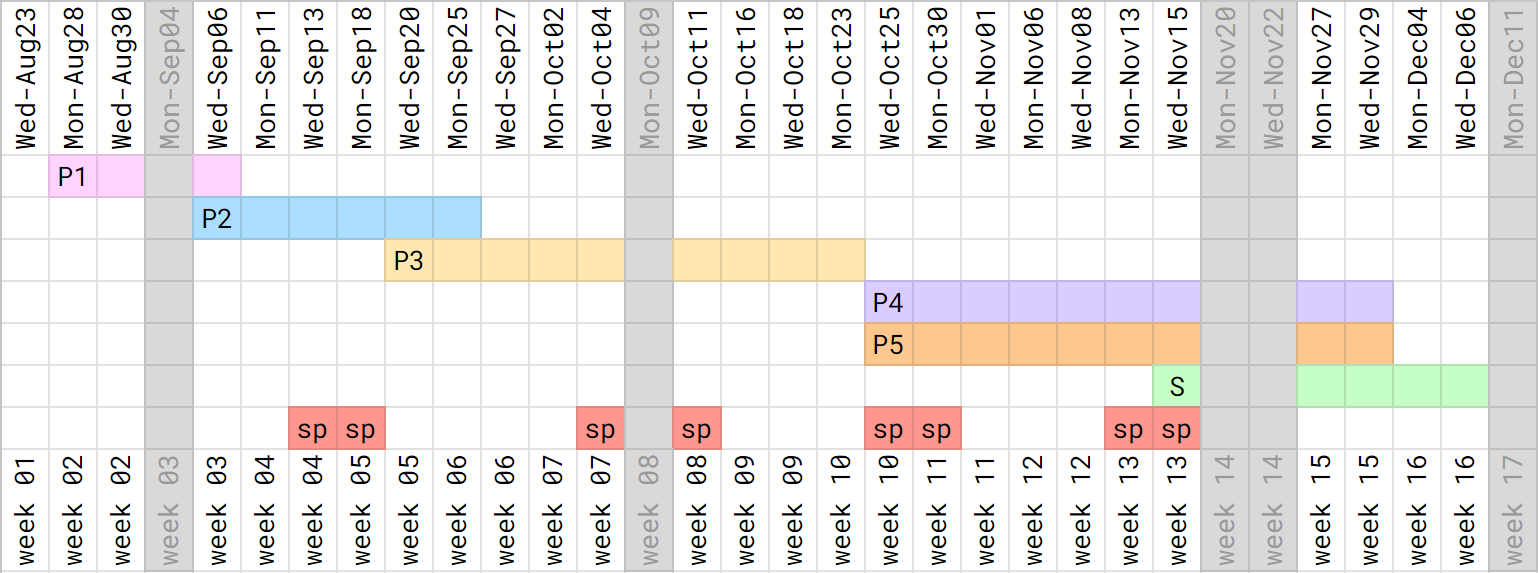 Wed-Aug23 Mon-Aug28 Wed-Aug30 Mon-Sep04 Wed-Sep06 Mon-Sep11 Wed-Sep13 Mon-Sep18 Wed-Sep20 Mon-Sep25 Wed-Sep27 Mon-Oct02 Wed-Oct04 Mon-Oct09 Wed-Oct11 Mon-Oct16 Wed-Oct18 Mon-Oct23 Wed-Oct25 Mon-Oct30 Wed-Nov01 Mon-Nov06 Wed-Nov08 Mon-Nov13 Wed-Nov15 Mon-Nov20 Wed-Nov22 Mon-Nov27 Wed-Nov29 Mon-Dec04 Wed-Dec06 Mon-Dec11
P1
P2
P3
P4
P5
S
sp sp sp sp sp sp sp sp
week 01 week 02 week 02 week 03 week 03 week 04 week 04 week 05 week 05 week 06 week 06 week 07 week 07 week 08 week 08 week 09 week 09 week 10 week 10 week 11 week 11 week 12 week 12 week 13 week 13 week 14 week 14 week 15 week 15 week 16 week 16 week 17